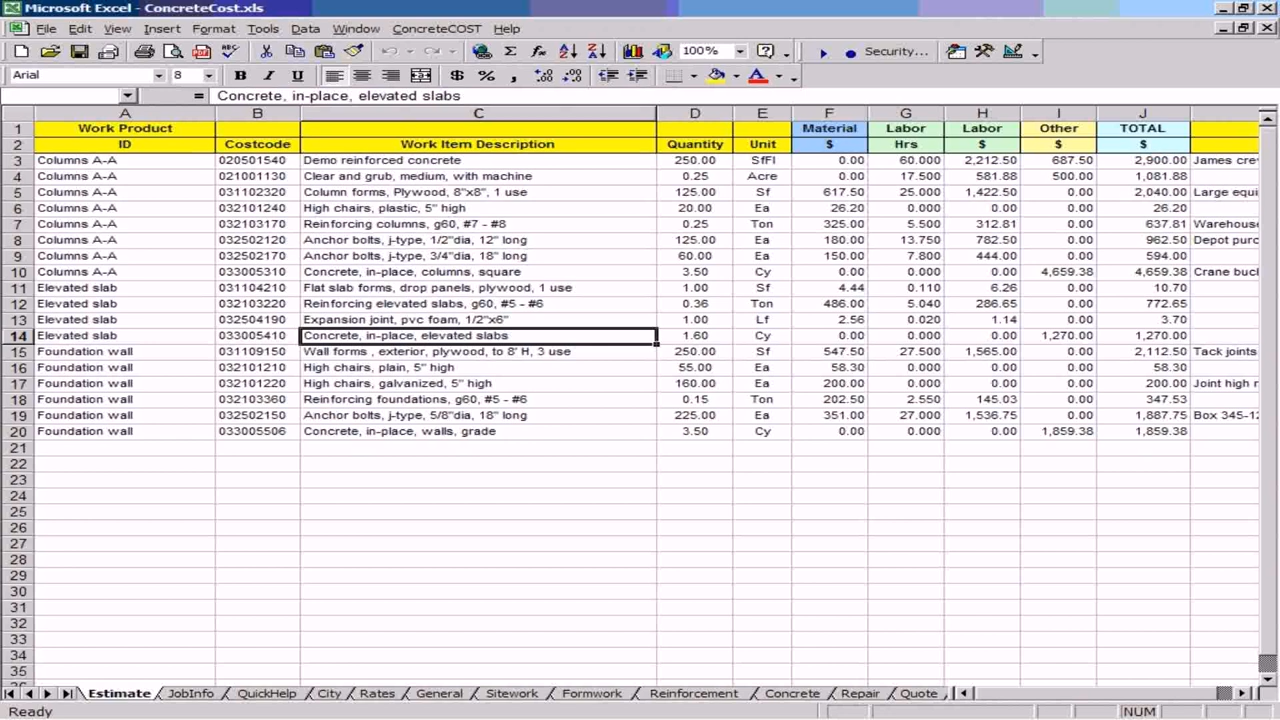 Microsoft Excel - ConcreteCost.xls
File Edit View Insert Format Tools Data Window ConcreteCOST Help
100% Security...
Arial 8 B I U $ % ,
= Concrete, in-place, elevated slabs
A B C D E F G H I J
1 Work Product Material Labor Labor Other TOTAL
2 ID Costcode Work Item Description Quantity Unit $ Hrs $ $ $
3 Columns A-A 020501540 Demo reinforced concrete 250.00 SfFl 0.00 60.000 2,212.50 687.50 2,900.00 James cre
4 Columns A-A 021001130 Clear and grub, medium, with machine 0.25 Acre 0.00 17.500 581.88 500.00 1,081.88
5 Columns A-A 031102320 Column forms, Plywood, 8"x8", 1 use 125.00 Sf 617.50 25.000 1,422.50 0.00 2,040.00 Large equi
6 Columns A-A 032101240 High chairs, plastic, 5" high 20.00 Ea 26.20 0.000 0.00 0.00 26.20
7 Columns A-A 032103170 Reinforcing columns, g60, #7 - #8 0.25 Ton 325.00 5.500 312.81 0.00 637.81 Warehouse
8 Columns A-A 032502120 Anchor bolts, j-type, 1/2"dia, 12" long 125.00 Ea 180.00 13.750 782.50 0.00 962.50 Depot purc
9 Columns A-A 032502170 Anchor bolts, j-type, 3/4"dia, 18" long 60.00 Ea 150.00 7.800 444.00 0.00 594.00
10 Columns A-A 033005310 Concrete, in-place, columns, square 3.50 Cy 0.00 0.000 0.00 4,659.38 4,659.38 Crane buc
11 Elevated slab 031104210 Flat slab forms, drop panels, plywood, 1 use 1.00 Sf 4.44 0.110 6.26 0.00 10.70
12 Elevated slab 032103220 Reinforcing elevated slabs, g60, #5 - #6 0.36 Ton 486.00 5.040 286.65 0.00 772.65
13 Elevated slab 032504190 Expansion joint, pvc foam, 1/2"x6" 1.00 Lf 2.56 0.020 1.14 0.00 3.70
14 Elevated slab 033005410 Concrete, in-place, elevated slabs 1.60 Cy 0.00 0.000 0.00 1,270.00 1,270.00
15 Foundation wall 031109150 Wall forms , exterior, plywood, to 8' H, 3 use 250.00 Sf 547.50 27.500 1,565.00 0.00 2,112.50 Tack joints
16 Foundation wall 032101210 High chairs, plain, 5" high 55.00 Ea 58.30 0.000 0.00 0.00 58.30
17 Foundation wall 032101220 High chairs, galvanized, 5" high 160.00 Ea 200.00 0.000 0.00 0.00 200.00 Joint high r
18 Foundation wall 032103360 Reinforcing foundations, g60, #5 - #6 0.15 Ton 202.50 2.550 145.03 0.00 347.53
19 Foundation wall 032502150 Anchor bolts, j-type, 5/8"dia, 18" long 225.00 Ea 351.00 27.000 1,536.75 0.00 1,887.75 Box 345-12
20 Foundation wall 033005506 Concrete, in-place, walls, grade 3.50 Cy 0.00 0.000 0.00 1,859.38 1,859.38
21
22
23
24
25
26
27
28
29
30
31
32
33
34
35
Estimate JobInfo QuickHelp City Rates General Sitework Formwork Reinforcement Concrete Repair Quote
Ready NUM